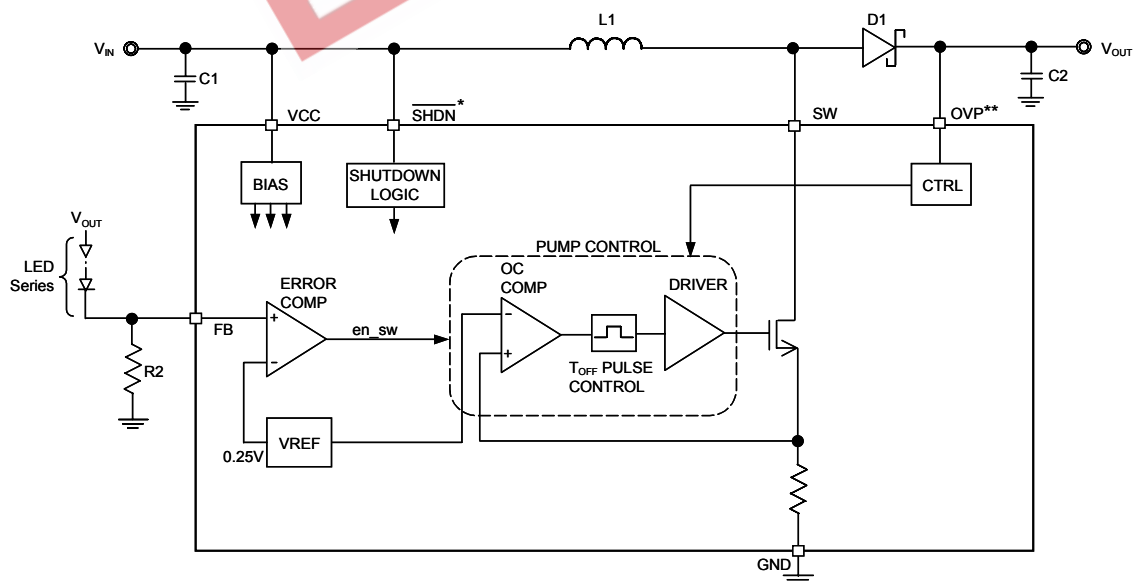 L1
D1
VIN
VOUT
C1
C2
VCC
SHDN*
SW
OVP**
BIAS
SHUTDOWN
LOGIC
CTRL
VOUT
LED
Series
PUMP CONTROL
OC
COMP
DRIVER
ERROR
COMP
FB
+
-
en_sw
-
+
TOFF PULSE
CONTROL
R2
VREF
0.25V
GND